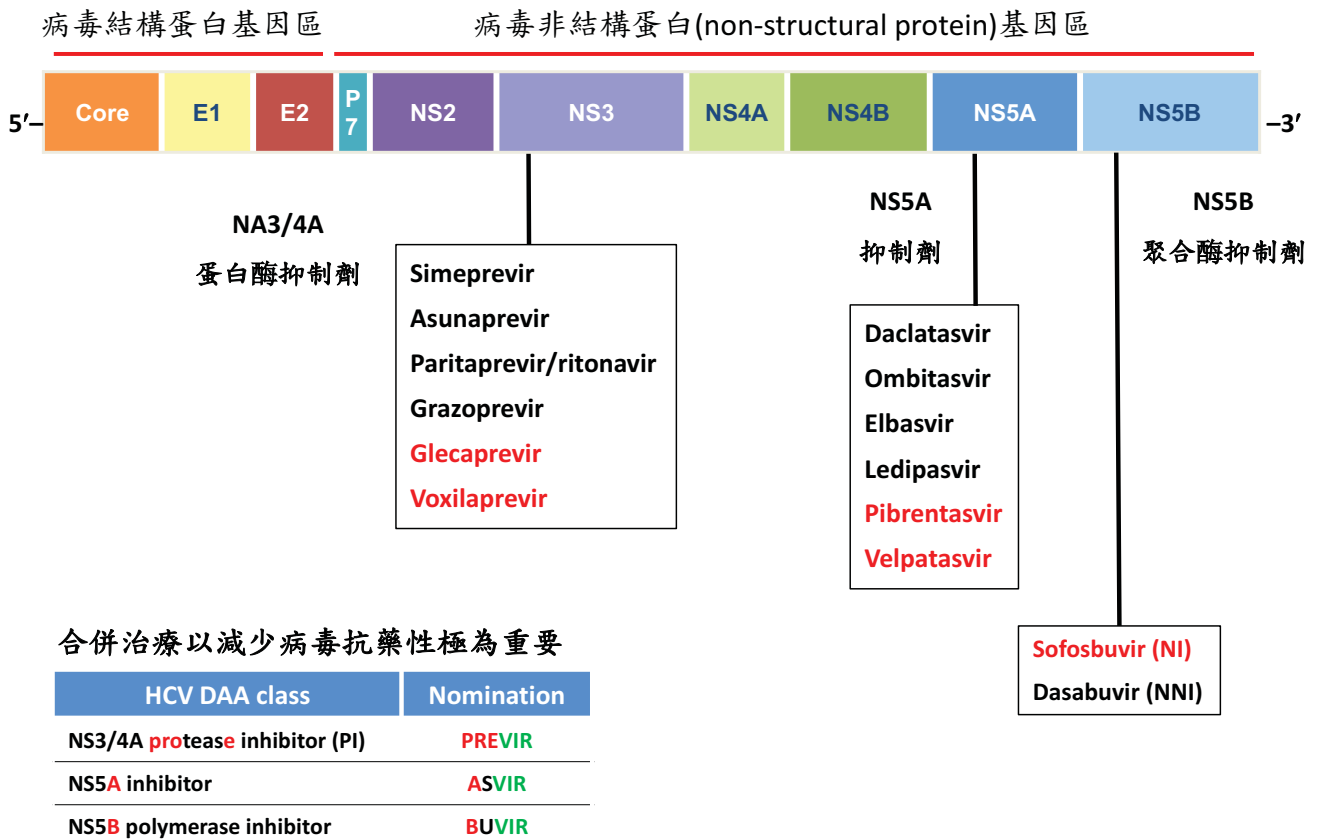 病毒結構蛋白基因區
病毒非結構蛋白(non-structural protein)基因區
5′– Core E1 E2 P7 NS2 NS3 NS4A NS4B NS5A NS5B –3′
NA3/4A
蛋白酶抑制劑
Simeprevir
Asunaprevir
Paritaprevir/ritonavir
Grazoprevir
Glecaprevir
Voxilaprevir
NS5A
抑制劑
Daclatasvir
Ombitasvir
Elbasvir
Ledipasvir
Pibrentasvir
Velpatasvir
NS5B
聚合酶抑制劑
Sofosbuvir (NI)
Dasabuvir (NNI)
合併治療以減少病毒抗藥性極為重要
HCV DAA class Nomination
NS3/4A protease inhibitor (PI) PREVIR
NS5A inhibitor ASVIR
NS5B polymerase inhibitor BUVIR